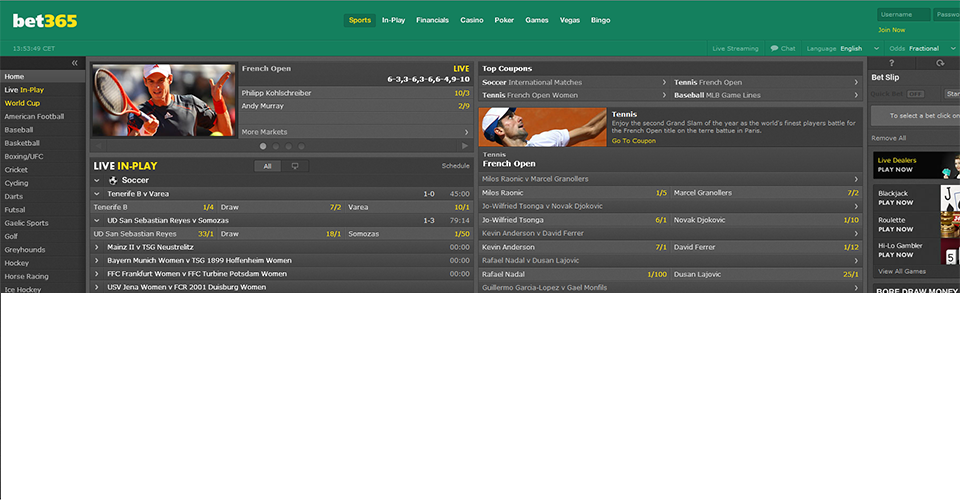 bet365
Sports In-Play Financials Casino Poker Games Vegas Bingo
Username
Passwo
Join Now
13:53:49 CET
Live Streaming Chat Language English Odds Fractional
Home
Live In-Play
World Cup
American Football
Baseball
Basketball
Boxing/UFC
Cricket
Cycling
Darts
Futsal
Gaelic Sports
Golf
Greyhounds
Hockey
Horse Racing
Ice Hockey
French Open LIVE
6-3,3-6,3-6,6-4,9-10
Philipp Kohlschreiber 10/3
Andy Murray 2/9
More Markets
LIVE IN-PLAY All Schedule
Soccer
Tenerife B v Varea 1-0 45:00
Tenerife B 1/4 Draw 7/2 Varea 10/1
UD San Sebastian Reyes v Somozas 1-3 79:14
UD San Sebastian Reyes 33/1 Draw 18/1 Somozas 1/50
Mainz II v TSG Neustrelitz 00:00
Bayern Munich Women v TSG 1899 Hoffenheim Women
FFC Frankfurt Women v FFC Turbine Potsdam Women 00:00
USV Jena Women v FCR 2001 Duisburg Women
Top Coupons
Soccer International Matches
Tennis French Open
Tennis French Open Women
Baseball MLB Game Lines
Tennis
Enjoy the second Grand Slam of the year as the world's finest players battle for
the French Open title on the terre battue in Paris.
Go To Coupon
Tennis
French Open
Milos Raonic v Marcel Granollers
Milos Raonic 1/5 Marcel Granollers 7/2
Jo-Wilfried Tsonga v Novak Djokovic
Jo-Wilfried Tsonga 6/1 Novak Djokovic 1/10
Kevin Anderson v David Ferrer
Kevin Anderson 7/1 David Ferrer 1/12
Rafael Nadal v Dusan Lajovic
Rafael Nadal 1/100 Dusan Lajovic 25/1
Guillermo Garcia-Lopez v Gael Monfils
?
Bet Slip
Quick Bet OFF
Stan
To select a bet click on
Remove All
Live Dealers
PLAY NOW
Blackjack
PLAY NOW
Roulette
PLAY NOW
Hi-Lo Gambler
PLAY NOW
View All Games
BORE DRAW MONEY